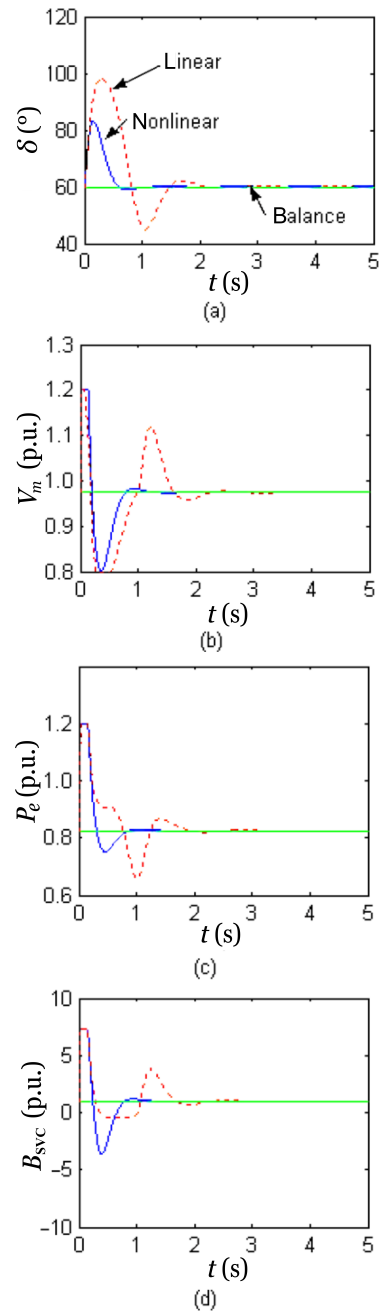 120
100
80
60
40
δ (°)
Linear
Nonlinear
Balance
0 1 2 3 4 5
t (s)
(a)
1.3
1.2
1.1
1.0
0.9
0.8
Vm (p.u.)
0 1 2 3 4 5
t (s)
(b)
1.2
1.0
0.8
0.6
Pe (p.u.)
0 1 2 3 4 5
t (s)
(c)
10
5
0
−5
−10
Bsvc (p.u.)
0 1 2 3 4 5
t (s)
(d)